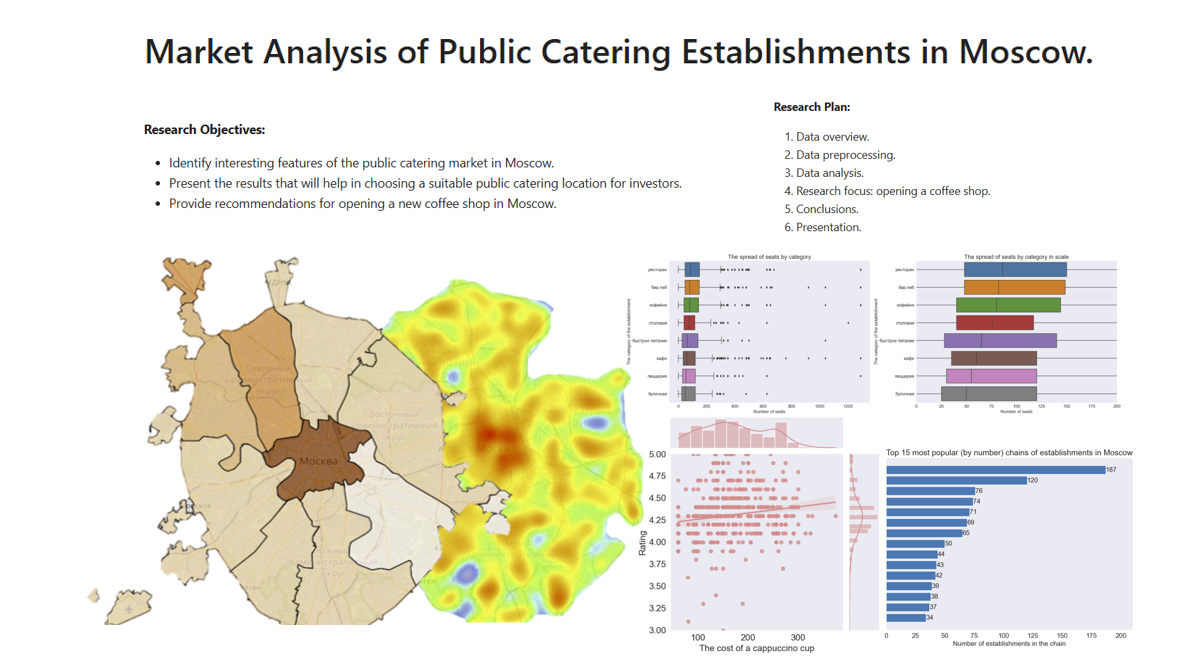 Market Analysis of Public Catering Establishments in Moscow.
Research Objectives:
Identify interesting features of the public catering market in Moscow.
Present the results that will help in choosing a suitable public catering location for investors.
Provide recommendations for opening a new coffee shop in Moscow.
Research Plan:
1. Data overview.
2. Data preprocessing.
3. Data analysis.
4. Research focus: opening a coffee shop.
5. Conclusions.
6. Presentation.
Москва
The spread of seats by category
The category of the establishment
ресторан
бар,паб
кофейня
столовая
быстрое питание
кафе
пиццерия
булочная
0 200 400 600 800 1000 1200
Number of seats
The spread of seats by category in scale
The category of the establishment
ресторан
бар,паб
кофейня
столовая
быстрое питание
кафе
пиццерия
булочная
0 25 50 75 100 125 150 175 200
Number of seats
Rating
5.00
4.75
4.50
4.25
4.00
3.75
3.50
3.25
3.00
100 200 300
The cost of a cappuccino cup
Top 15 most popular (by number) chains of establishments in Moscow
187
120
76
74
71
69
65
50
44
43
42
39
38
37
34
0 25 50 75 100 125 150 175 200
Number of establishments in the chain